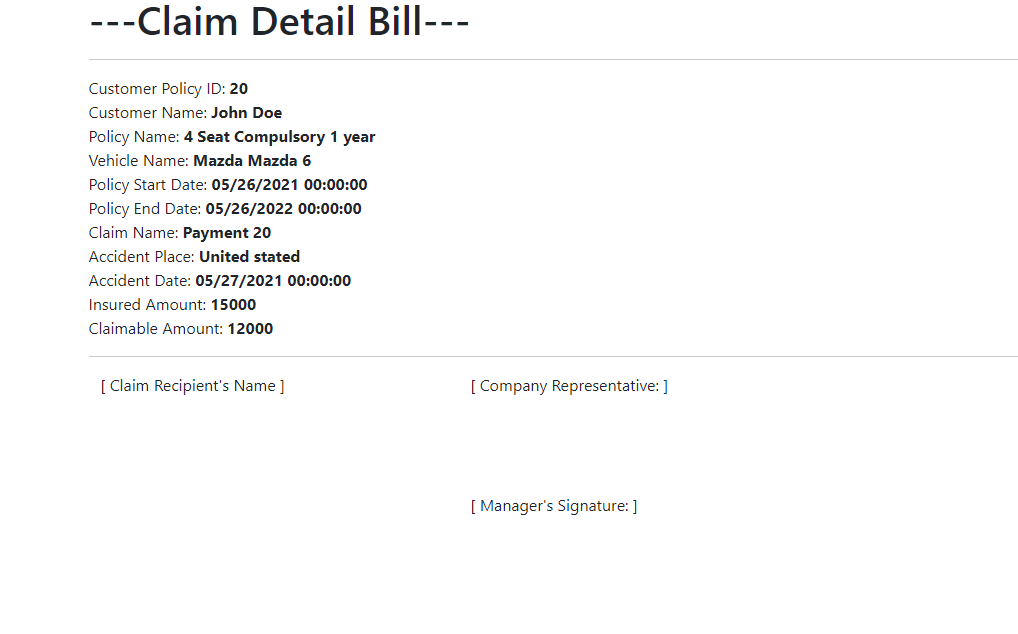 ---Claim Detail Bill---
Customer Policy ID: 20
Customer Name: John Doe
Policy Name: 4 Seat Compulsory 1 year
Vehicle Name: Mazda Mazda 6
Policy Start Date: 05/26/2021 00:00:00
Policy End Date: 05/26/2022 00:00:00
Claim Name: Payment 20
Accident Place: United stated
Accident Date: 05/27/2021 00:00:00
Insured Amount: 15000
Claimable Amount: 12000
[ Claim Recipient's Name ]
[ Company Representative: ]
[ Manager's Signature: ]